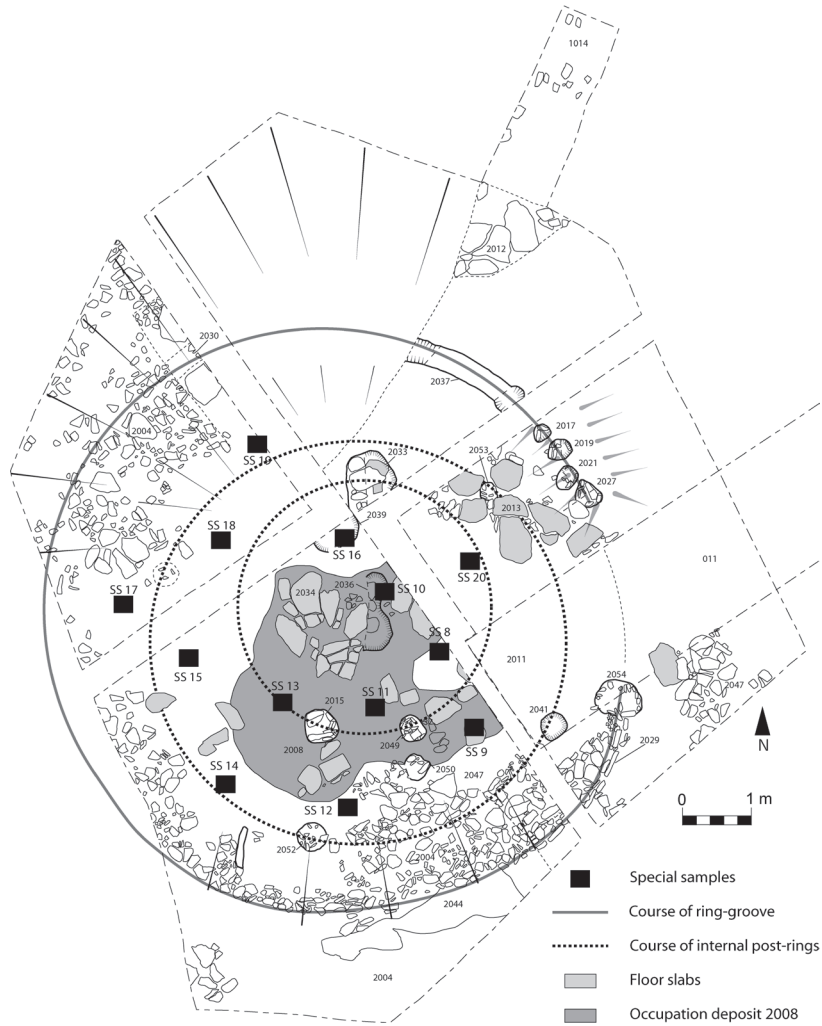 1014
2012
2030
2037
2004
2017
2019
2021
2027
2033
2053
SS 19
2013
2039
SS 18
SS 16
SS 20
011
2036
SS 10
2034
SS 17
SS 8
2011
SS 15
2054
2047
SS 13
SS 11
2015
2041
2008
2049
SS 9
2029
N
SS 14
2050
2047
0 1 m
SS 12
2052
2004
2044
2004
Special samples
Course of ring-groove
Course of internal post-rings
Floor slabs
Occupation deposit 2008